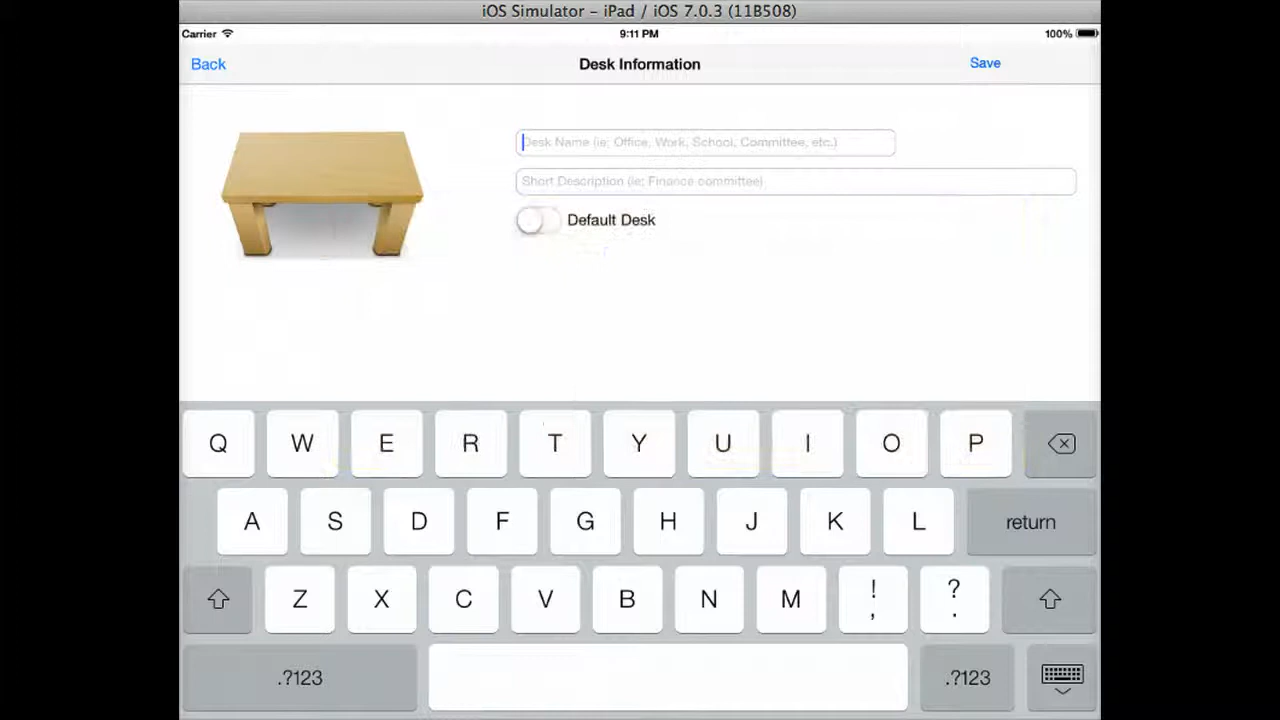 iOS Simulator – iPad / iOS 7.0.3 (11B508)
Carrier 9:11 PM 100%
Back Desk Information Save
Desk Name (ie: Office, Work, School, Committee, etc.)
Short Description (ie: Finance committee)
Default Desk
Q W E R T Y U I O P
A S D F G H J K L return
Z X C V B N M ! , ? .
.?123 .?123